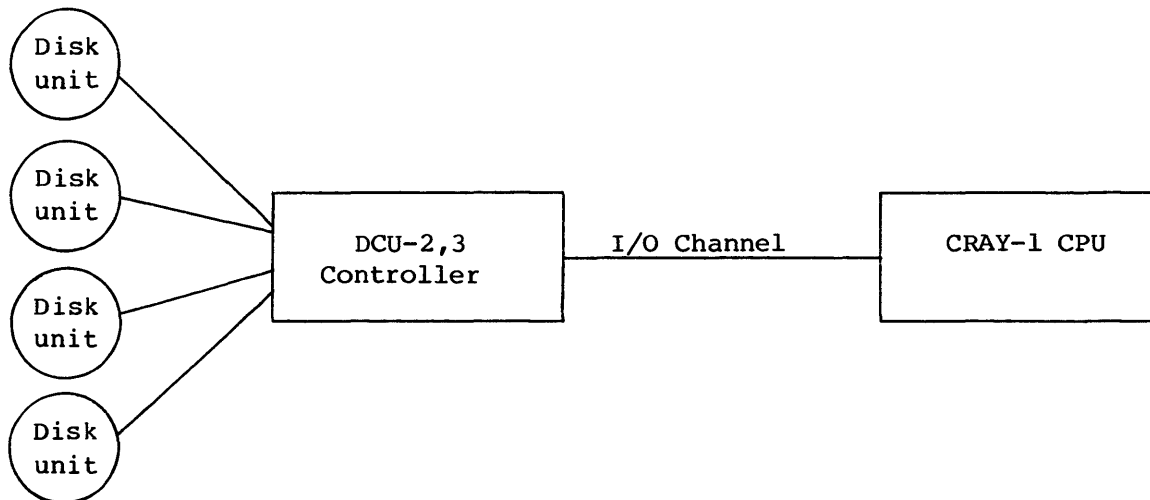 Disk
unit
Disk
unit
Disk
unit
Disk
unit
DCU-2,3
Controller
I/O Channel
CRAY-1 CPU